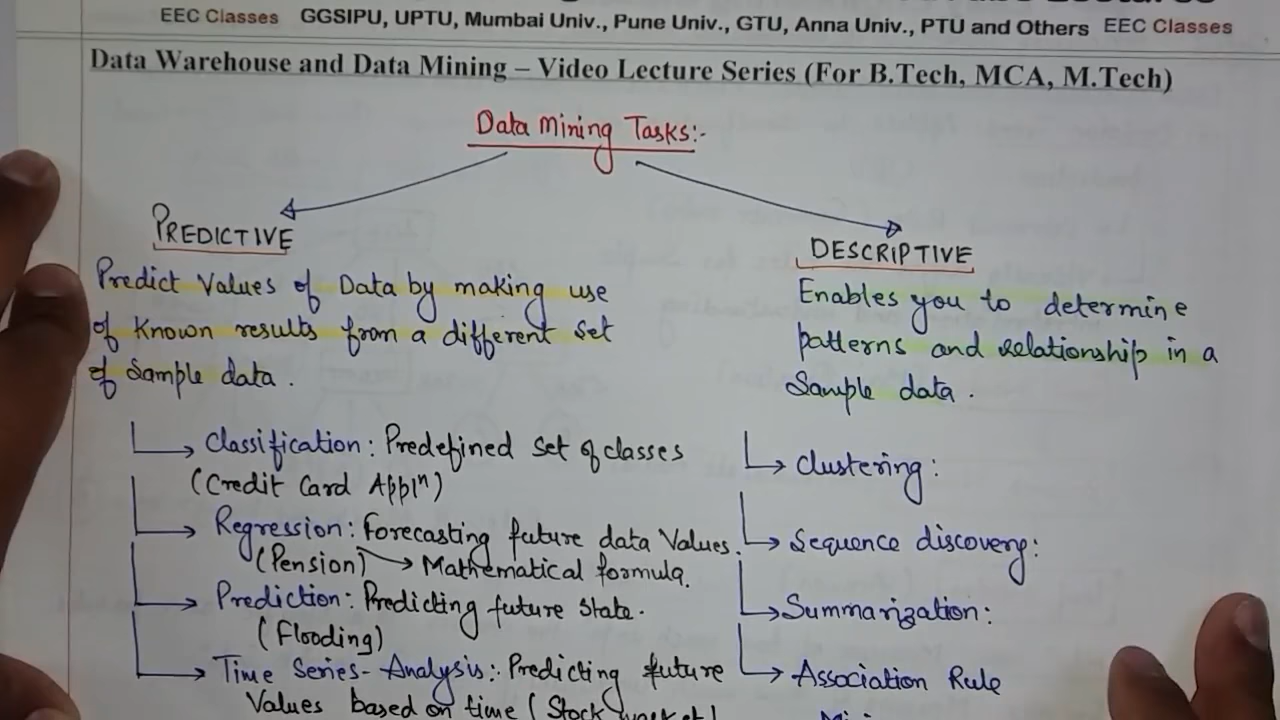 EEC Classes GGSIPU, UPTU, Mumbai Univ., Pune Univ., GTU, Anna Univ., PTU and Others EEC Classes
Data Warehouse and Data Mining – Video Lecture Series (For B.Tech, MCA, M.Tech)
Data Mining Tasks:-
PREDICTIVE
Predict Values of Data by making use
of Known results from a different set
of Sample data.
Classification: Predefined set of classes
(Credit Card Applⁿ)
Regression: Forecasting future data Values.
(Pension) → Mathematical formula.
Prediction: Predicting future state.
(Flooding)
Time Series-Analysis: Predicting future
Values based on time (Stock market)
DESCRIPTIVE
Enables you to determine
patterns and relationship in a
Sample data.
Clustering:
Sequence discovery:
Summarization:
Association Rule